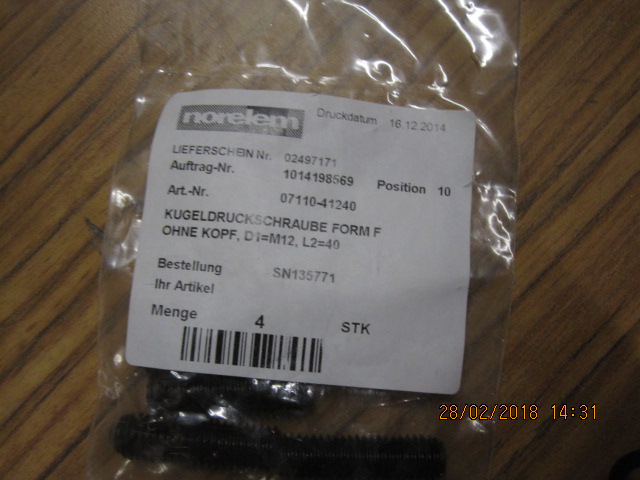 norelem Druckdatum 16.12.2014
LIEFERSCHEIN Nr. 02497171
Auftrag-Nr. 1014198569 Position 10
Art.-Nr. 07110-41240
KUGELDRUCKSCHRAUBE FORM F
OHNE KOPF, D1=M12, L2=40
Bestellung SN135771
Ihr Artikel
Menge 4 STK
28/02/2018 14:31